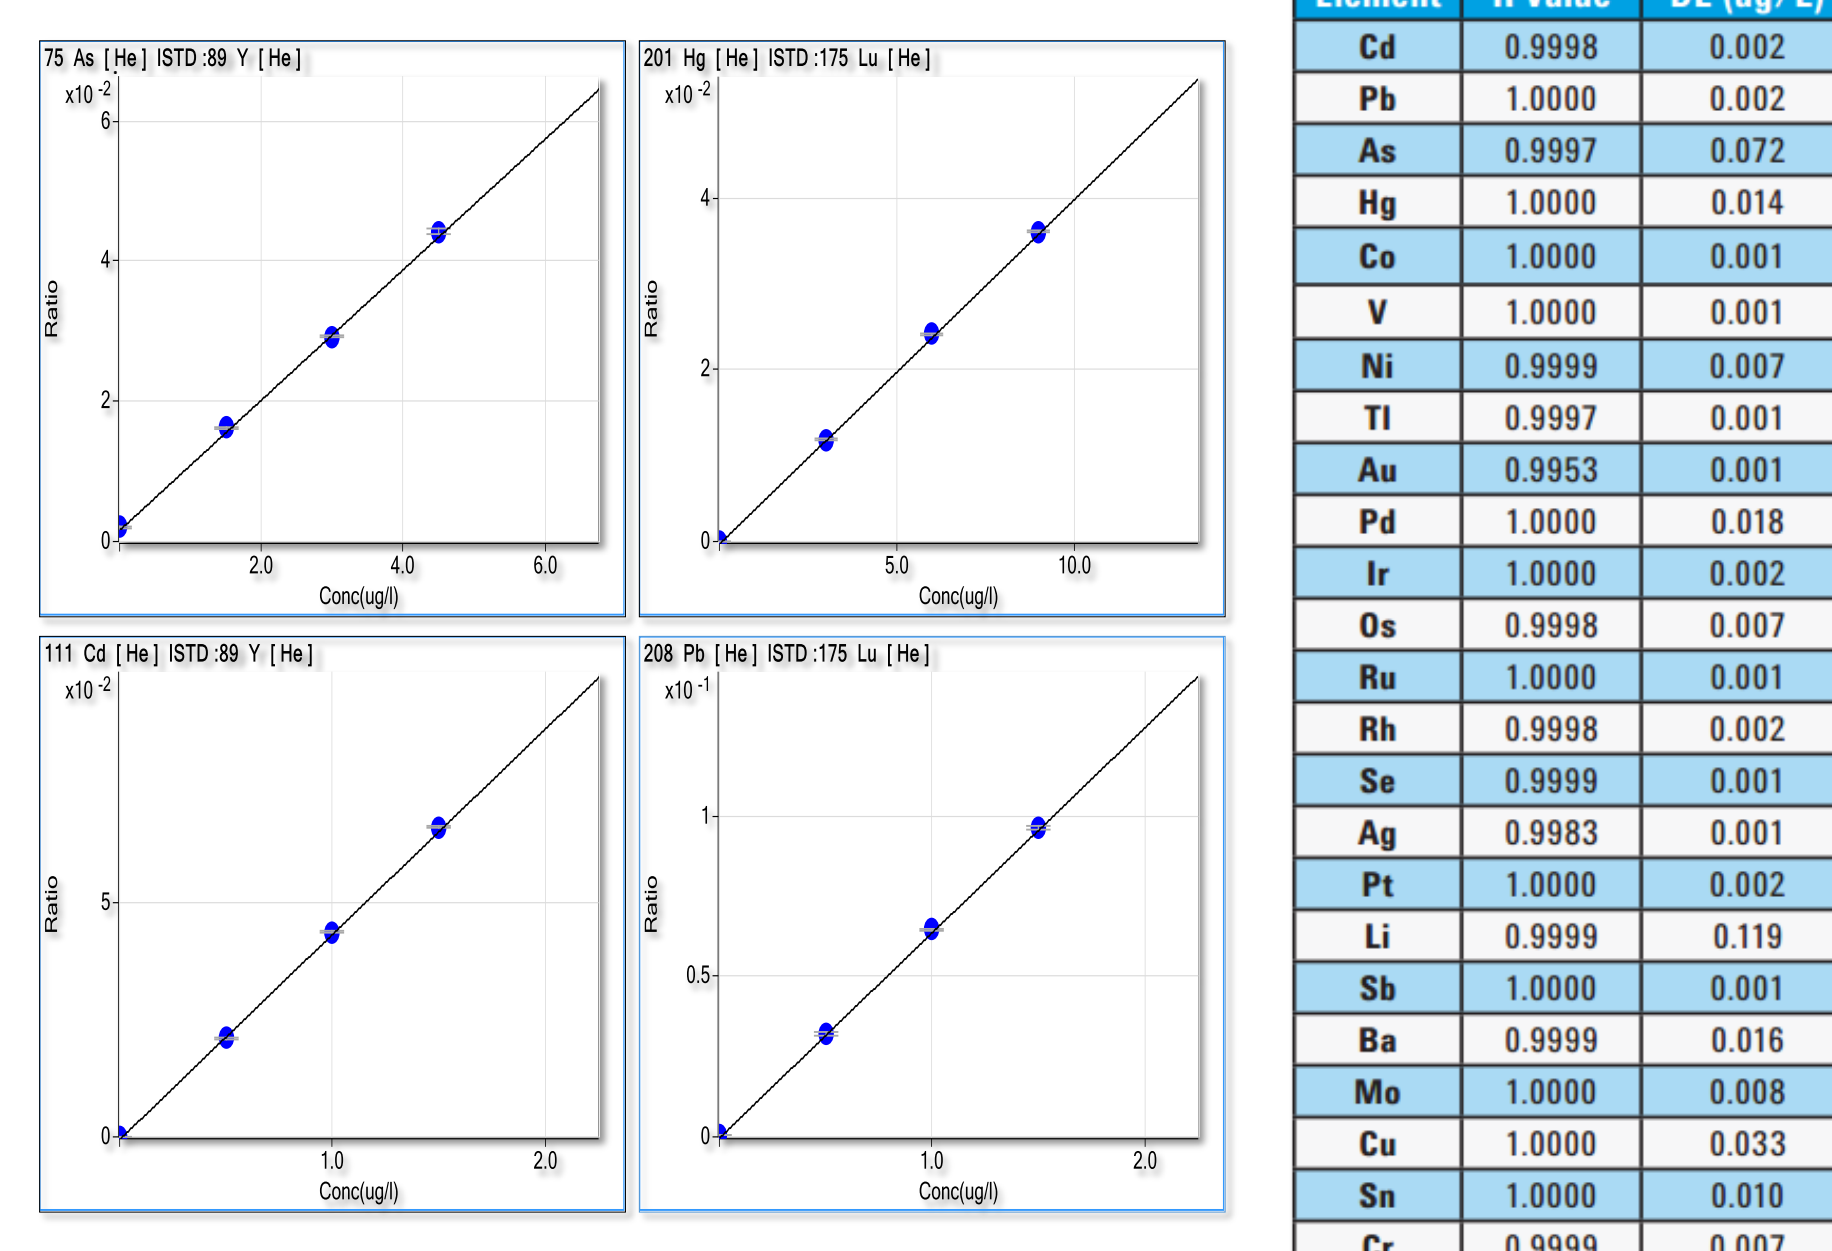 75 As [He] ISTD:89 Y [He]
x10 -2
6
4
2
0
Ratio
2.0 4.0 6.0
Conc(ug/l)
201 Hg [He] ISTD:175 Lu [He]
x10 -2
4
2
0
Ratio
5.0 10.0
Conc(ug/l)
111 Cd [He] ISTD:89 Y [He]
x10 -2
5
0
Ratio
1.0 2.0
Conc(ug/l)
208 Pb [He] ISTD:175 Lu [He]
x10 -1
1
0.5
0
Ratio
1.0 2.0
Conc(ug/l)
Element R Value DL (ug/L)
Cd 0.9998 0.002
Pb 1.0000 0.002
As 0.9997 0.072
Hg 1.0000 0.014
Co 1.0000 0.001
V 1.0000 0.001
Ni 0.9999 0.007
Tl 0.9997 0.001
Au 0.9953 0.001
Pd 1.0000 0.018
Ir 1.0000 0.002
Os 0.9998 0.007
Ru 1.0000 0.001
Rh 0.9998 0.002
Se 0.9999 0.001
Ag 0.9983 0.001
Pt 1.0000 0.002
Li 0.9999 0.119
Sb 1.0000 0.001
Ba 0.9999 0.016
Mo 1.0000 0.008
Cu 1.0000 0.033
Sn 1.0000 0.010
Cr 0.9999 0.007